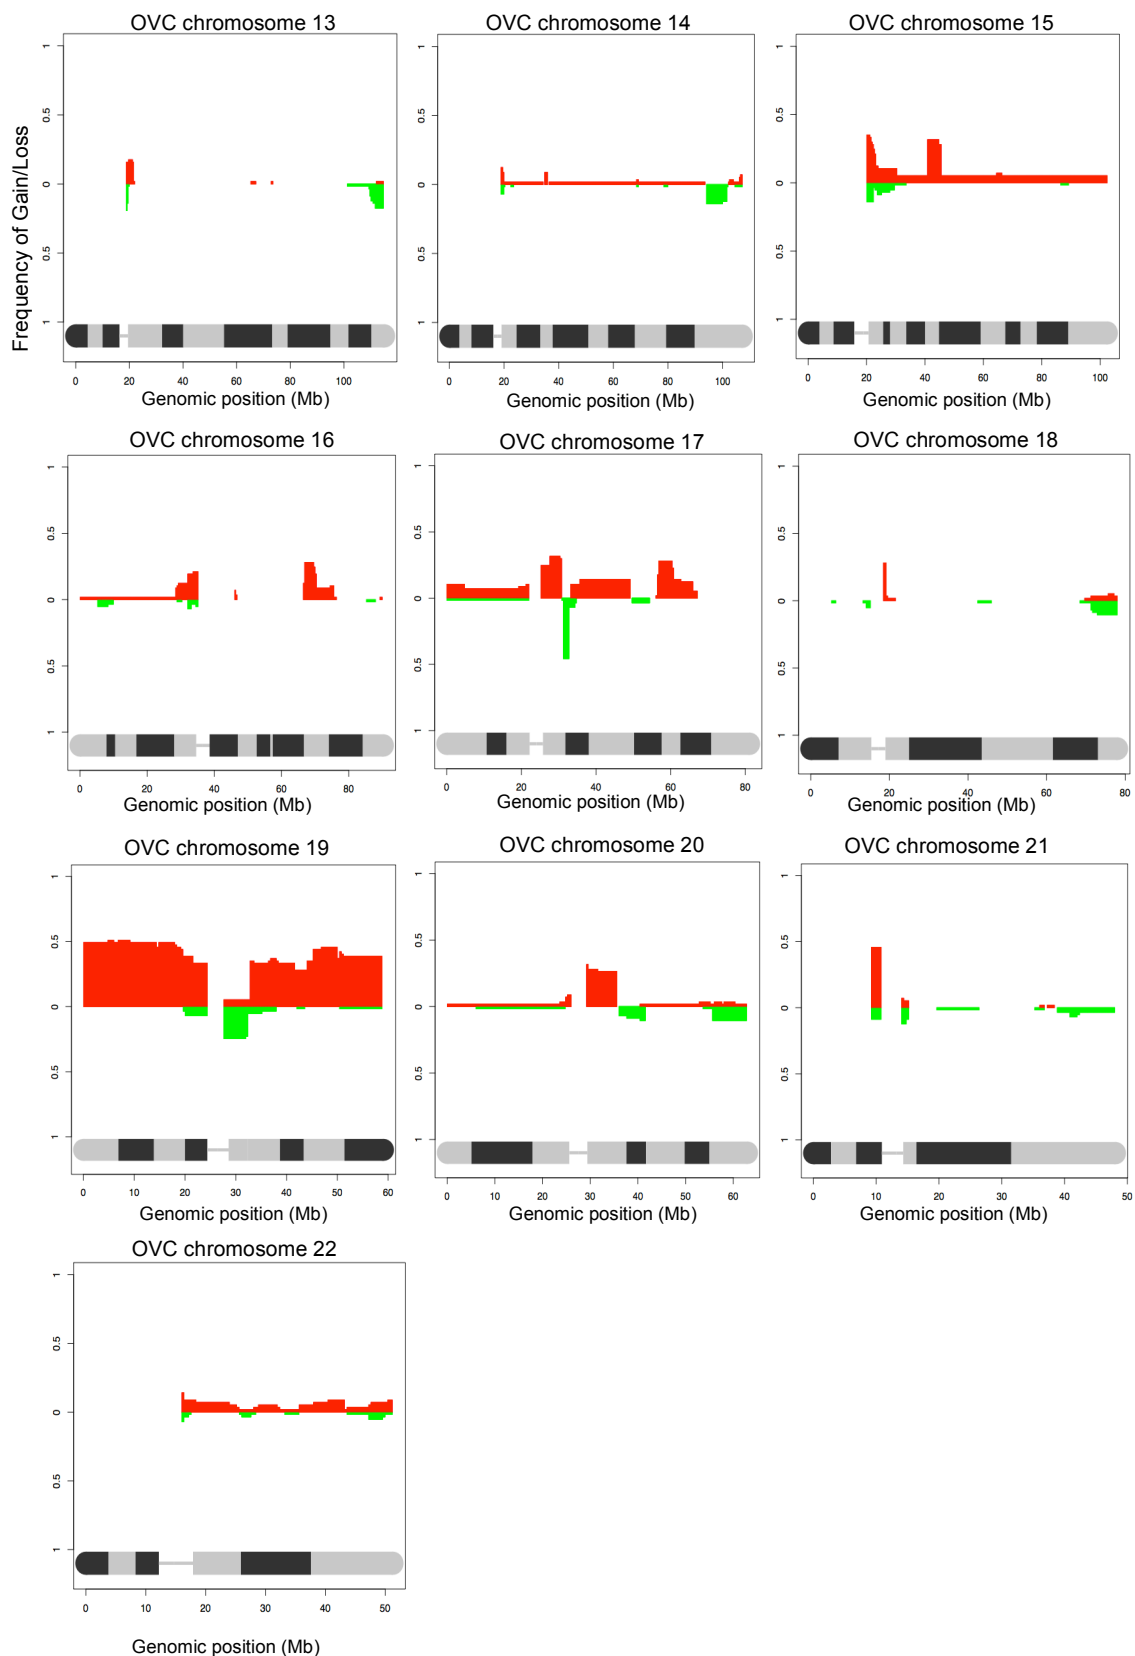 OVC chromosome 13
OVC chromosome 14
OVC chromosome 15
Frequency of Gain/Loss
1
0.5
0
0.5
1
0 20 40 60 80 100
Genomic position (Mb)
1
0.5
0
0.5
1
0 20 40 60 80 100
Genomic position (Mb)
1
0.5
0
0.5
1
0 20 40 60 80 100
Genomic position (Mb)
OVC chromosome 16
OVC chromosome 17
OVC chromosome 18
1
0.5
0
0.5
1
0 20 40 60 80
Genomic position (Mb)
1
0.5
0
0.5
1
0 20 40 60 80
Genomic position (Mb)
1
0.5
0
0.5
1
0 20 40 60 80
Genomic position (Mb)
OVC chromosome 19
OVC chromosome 20
OVC chromosome 21
1
0.5
0
0.5
1
0 10 20 30 40 50 60
Genomic position (Mb)
1
0.5
0
0.5
1
0 10 20 30 40 50 60
Genomic position (Mb)
1
0.5
0
0.5
1
0 10 20 30 40 50
Genomic position (Mb)
OVC chromosome 22
1
0.5
0
0.5
1
0 10 20 30 40 50
Genomic position (Mb)